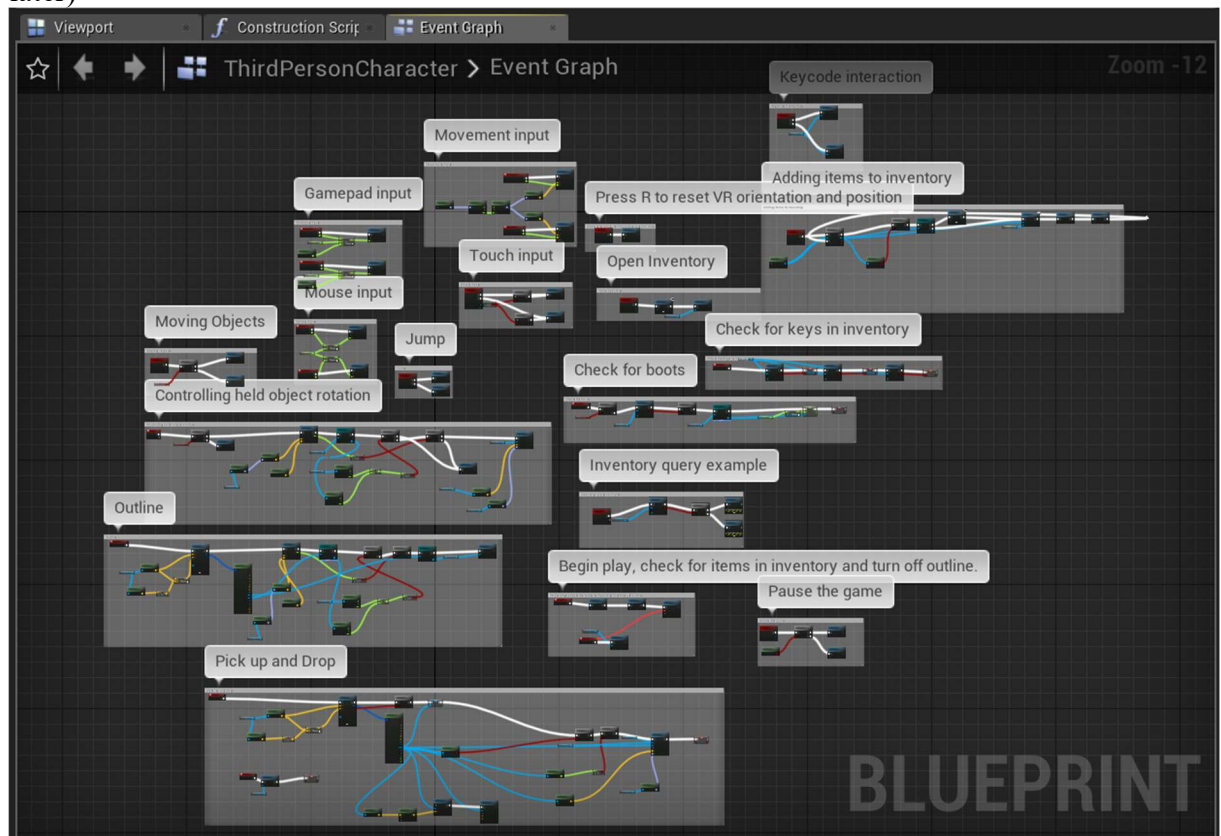 Viewport
Construction Scrip
Event Graph
ThirdPersonCharacter > Event Graph
Zoom -12
Keycode interaction
Movement input
Adding items to inventory
Gamepad input
Press R to reset VR orientation and position
Touch input
Open Inventory
Mouse input
Moving Objects
Check for keys in inventory
Jump
Check for boots
Controlling held object rotation
Inventory query example
Outline
Begin play, check for items in inventory and turn off outline.
Pause the game
Pick up and Drop
BLUEPRINT